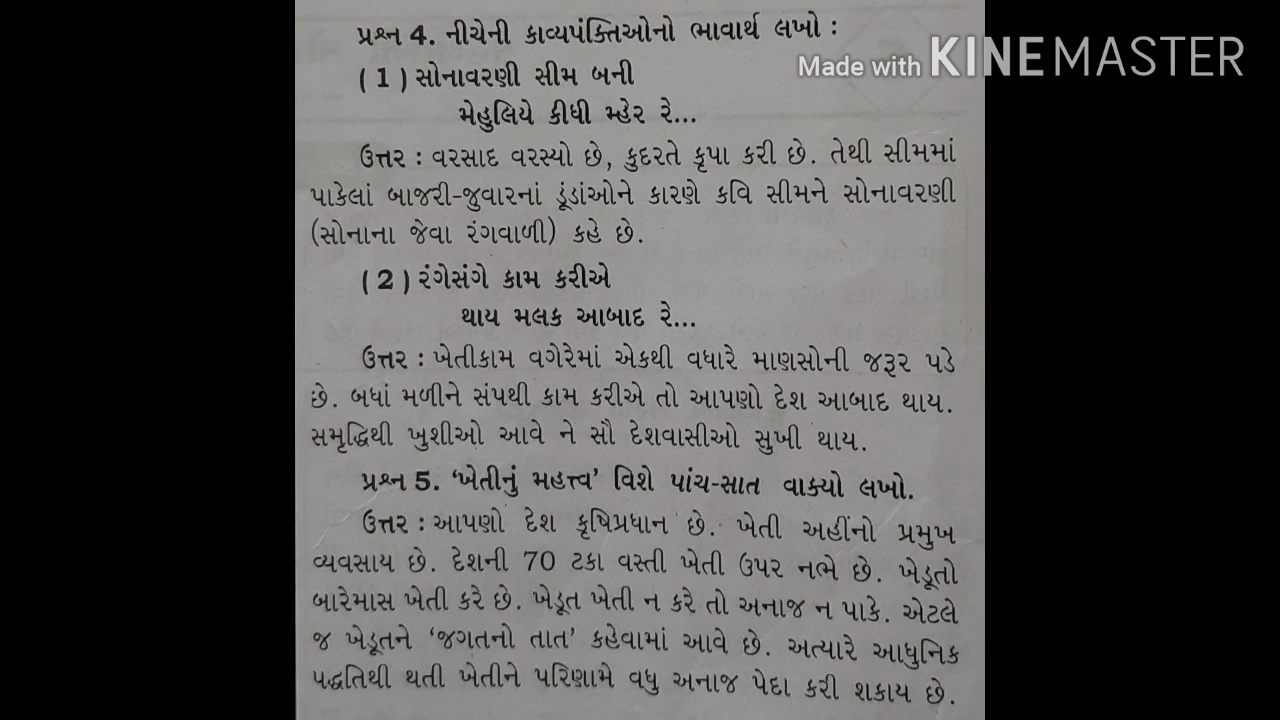 પ્રશ્ન 4. નીચેની કાવ્યપંક્તિઓનો ભાવાર્થ લખો :
Made with KINEMASTER
( 1 ) સોનાવરણી સીમ બની
મેહુલિયે કીધી મ્હેર રે...
ઉત્તર : વરસાદ વરસ્યો છે, કુદરતે કૃપા કરી છે. તેથી સીમમાં
પાકેલાં બાજરી-જુવારનાં ડૂંડાંઓને કારણે કવિ સીમને સોનાવરણી
(સોનાના જેવા રંગવાળી) કહે છે.
( 2 ) રંગેસંગે કામ કરીએ
થાય મલક આબાદ રે...
ઉત્તર : ખેતીકામ વગેરેમાં એકથી વધારે માણસોની જરૂર પડે
છે. બધાં મળીને સંપથી કામ કરીએ તો આપણો દેશ આબાદ થાય.
સમૃદ્ધિથી ખુશીઓ આવે ને સૌ દેશવાસીઓ સુખી થાય.
પ્રશ્ન 5. ‘ખેતીનું મહત્ત્વ’ વિશે પાંચ-સાત વાક્યો લખો.
ઉત્તર : આપણો દેશ કૃષિપ્રધાન છે. ખેતી અહીંનો પ્રમુખ
વ્યવસાય છે. દેશની 70 ટકા વસ્તી ખેતી ઉપર નભે છે. ખેડૂતો
બારેમાસ ખેતી કરે છે. ખેડૂત ખેતી ન કરે તો અનાજ ન પાકે. એટલે
જ ખેડૂતને ‘જગતનો તાત’ કહેવામાં આવે છે. અત્યારે આધુનિક
પદ્ધતિથી થતી ખેતીને પરિણામે વધુ અનાજ પેદા કરી શકાય છે.